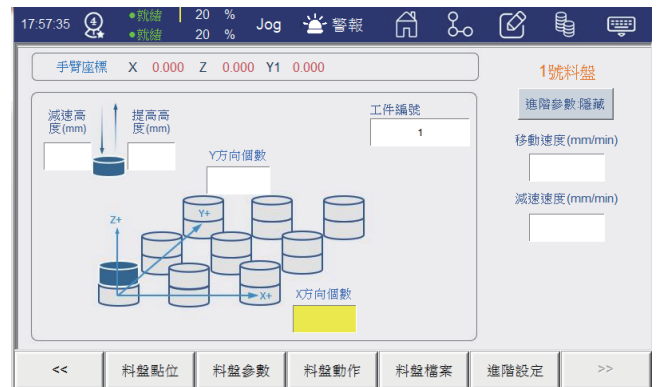 17:57:35 4 ●就緒 20 % Jog 警報
●就緒 20 %
手臂座標 X 0.000 Z 0.000 Y1 0.000
1號料盤
進階參數:隱藏
減速高度(mm)
提高高度(mm)
工件編號
1
移動速度(mm/min)
Y方向個數
減速速度(mm/min)
Z+
Y+
X+
X方向個數
<< 料盤點位 料盤參數 料盤動作 料盤檔案 進階設定 >>